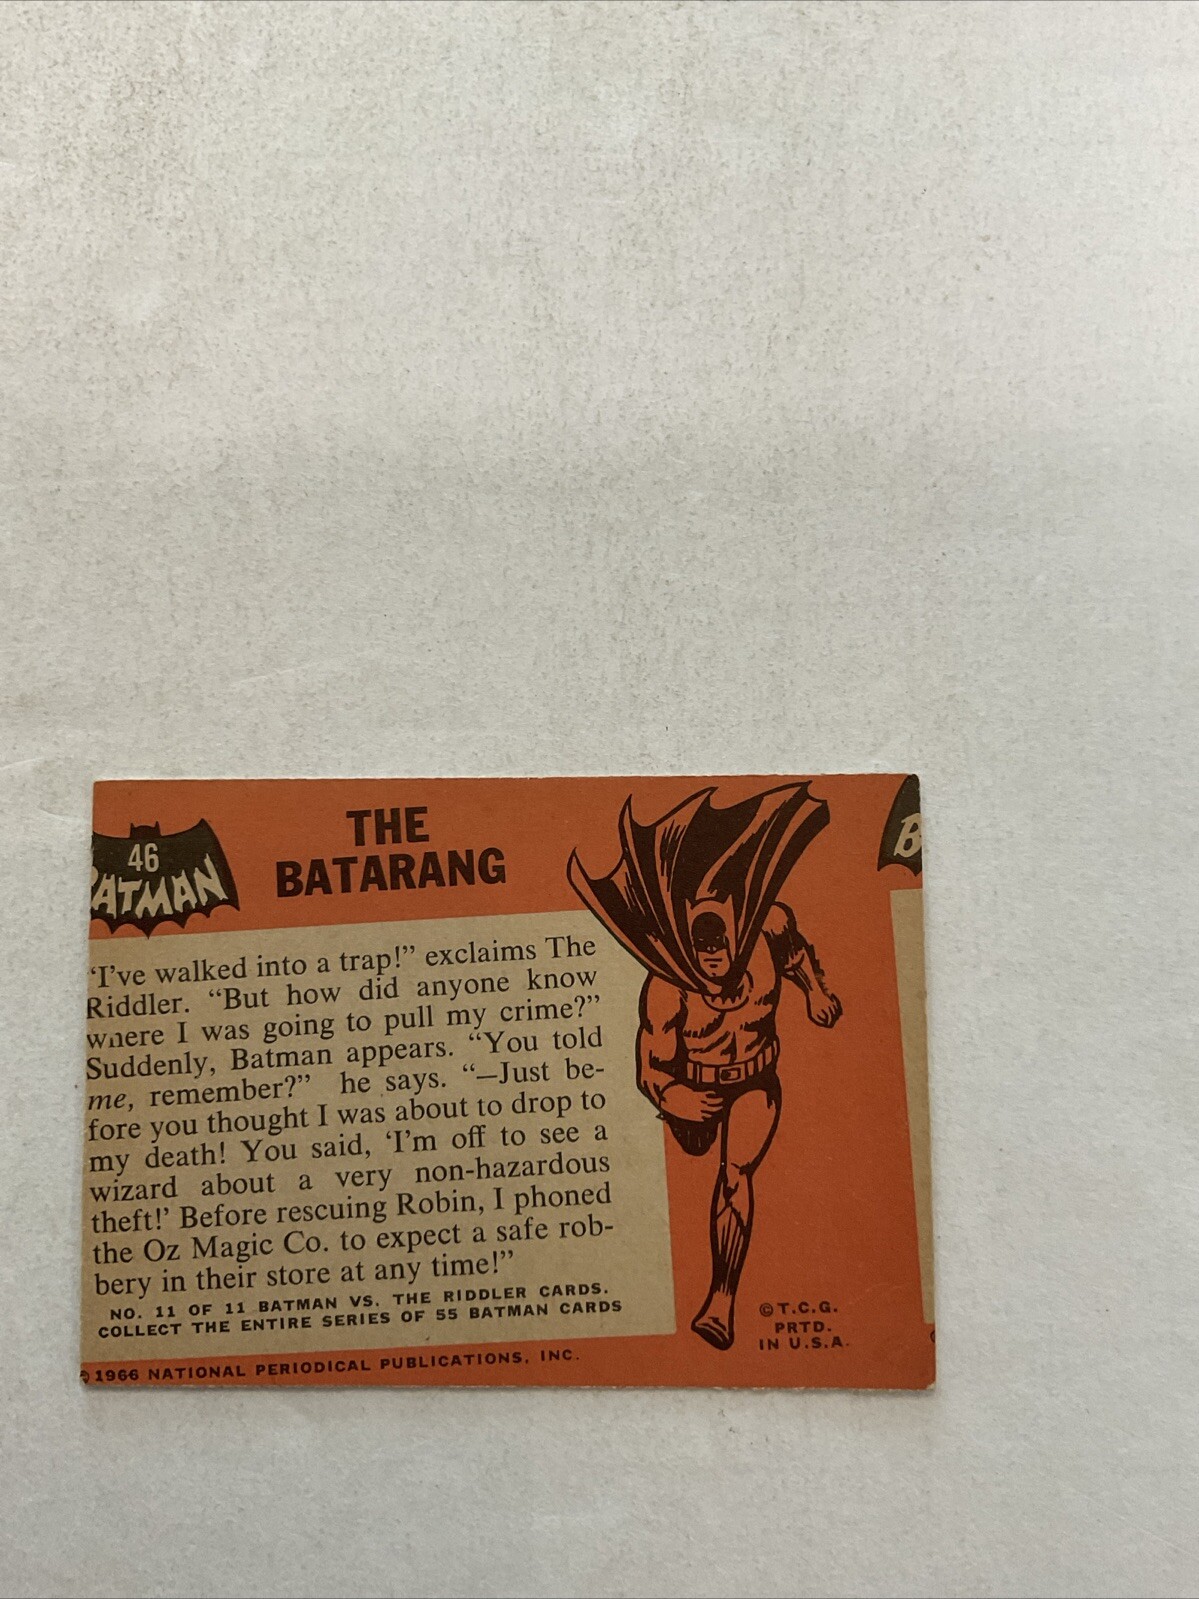 46
BATMAN
THE
BATARANG
B
'I've walked into a trap!” exclaims The
Riddler. “But how did anyone know
where I was going to pull my crime?”
Suddenly, Batman appears. “You told
me, remember?” he says. “—Just be-
fore you thought I was about to drop to
my death! You said, ‘I'm off to see a
wizard about a very non-hazardous
theft!’ Before rescuing Robin, I phoned
the Oz Magic Co. to expect a safe rob-
bery in their store at any time!”
NO. 11 OF 11 BATMAN VS. THE RIDDLER CARDS.
COLLECT THE ENTIRE SERIES OF 55 BATMAN CARDS
©1966 NATIONAL PERIODICAL PUBLICATIONS, INC.
©T.C.G.
PRTD.
IN U.S.A.